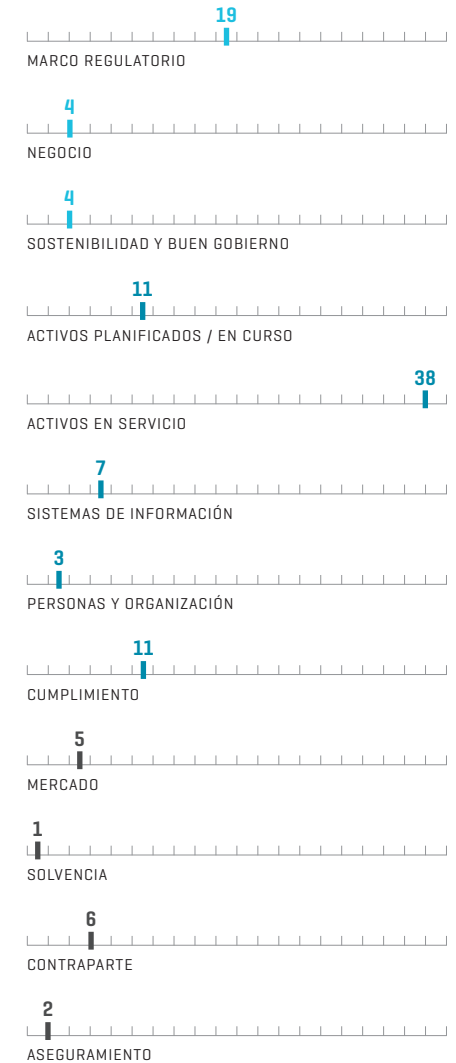 19
MARCO REGULATORIO
4
NEGOCIO
4
SOSTENIBILIDAD Y BUEN GOBIERNO
11
ACTIVOS PLANIFICADOS / EN CURSO
38
ACTIVOS EN SERVICIO
7
SISTEMAS DE INFORMACIÓN
3
PERSONAS Y ORGANIZACIÓN
11
CUMPLIMIENTO
5
MERCADO
1
SOLVENCIA
6
CONTRAPARTE
2
ASEGURAMIENTO